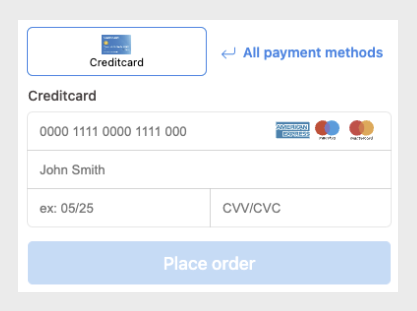 Creditcard
All payment methods
Creditcard
0000 1111 0000 1111 000
AMERICAN
EXPRESS
maestro
mastercard
John Smith
ex: 05/25
CVV/CVC
Place order